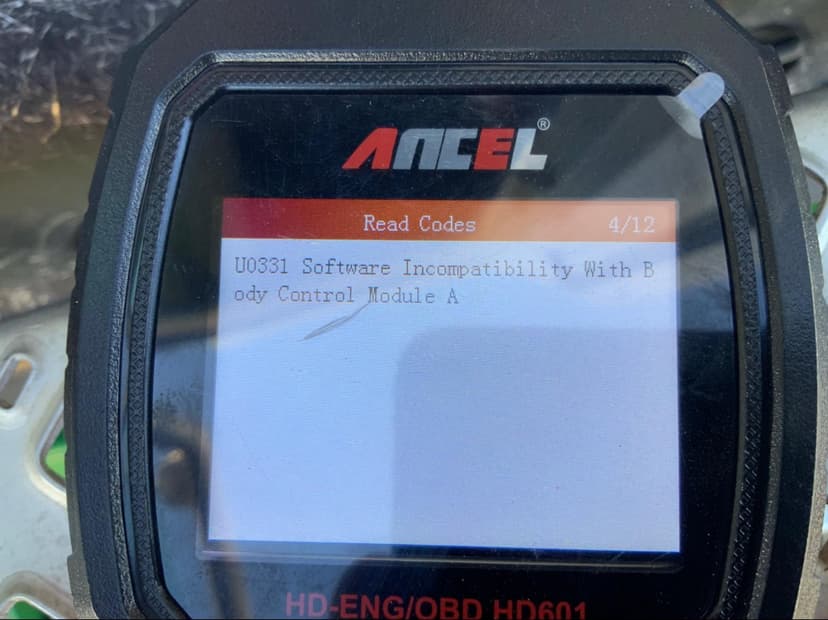 ANCEL®
Read Codes 4/12
U0331 Software Incompatibility With B
ody Control Module A
HD-ENG/OBD HD601